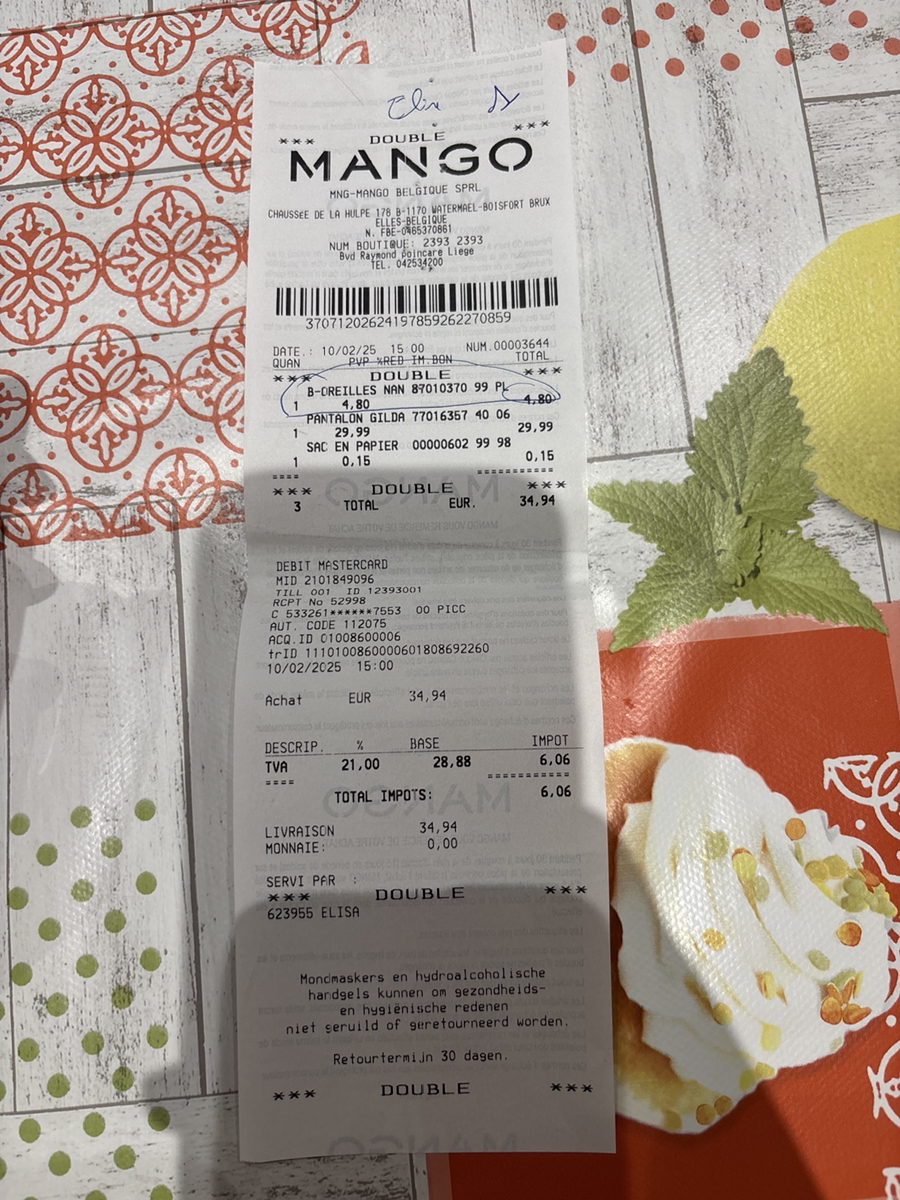 *** DOUBLE ***
MANGO
MNG-MANGO BELGIQUE SPRL
CHAUSSEE DE LA HULPE 178 B-1170 WATERMAEL-BOISFORT BRUX
ELLES-BELGIQUE
N. FBE-0465370861
NUM BOUTIQUE: 2393 2393
Bvd Raymond Poincare Liege
TEL. 042534200
37071202624197859262270859
DATE.: 10/02/25 15 00 NUM.00003644
QUAN PVP %RED IM.BON TOTAL
*** DOUBLE ***
B-OREILLES NAN 87010370 99 PL
1 4,80 4,80
PANTALON GILDA 77016357 40 06
1 29,99 29,99
SAC EN PAPIER 00000602 99 98
1 0,15 0,15
==== ===========
*** DOUBLE ***
3 TOTAL EUR. 34,94
DEBIT MASTERCARD
MID 2101849096
TILL 001 ID 12393001
RCPT No 52998
C 533261******7553 00 PICC
AUT. CODE 112075
ACQ.ID 01008600006
trID 1110100860000601808692260
10/02/2025 15:00
Achat EUR 34,94
DESCRIP. % BASE IMPOT
TVA 21,00 28,88 6,06
==== ============
TOTAL IMPOTS: 6,06
LIVRAISON 34,94
MONNAIE: 0,00
SERVI PAR :
*** DOUBLE ***
623955 ELISA
Mondmaskers en hydroalcoholische
handgels kunnen om gezondheids-
en hygiënische redenen
niet geruild of geretourneerd worden.
Retourtermijn 30 dagen.
*** DOUBLE ***